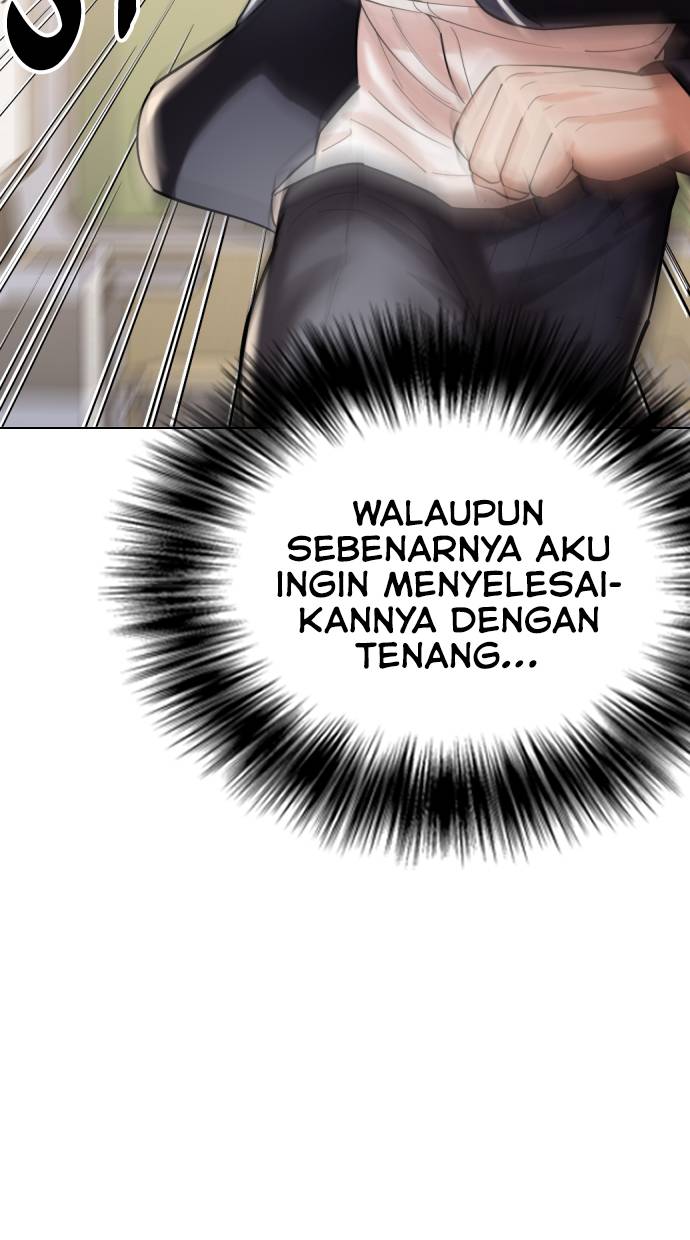 WALAUPUN
SEBENARNYA AKU
INGIN MENYELESAI-
KANNYA DENGAN
TENANG...